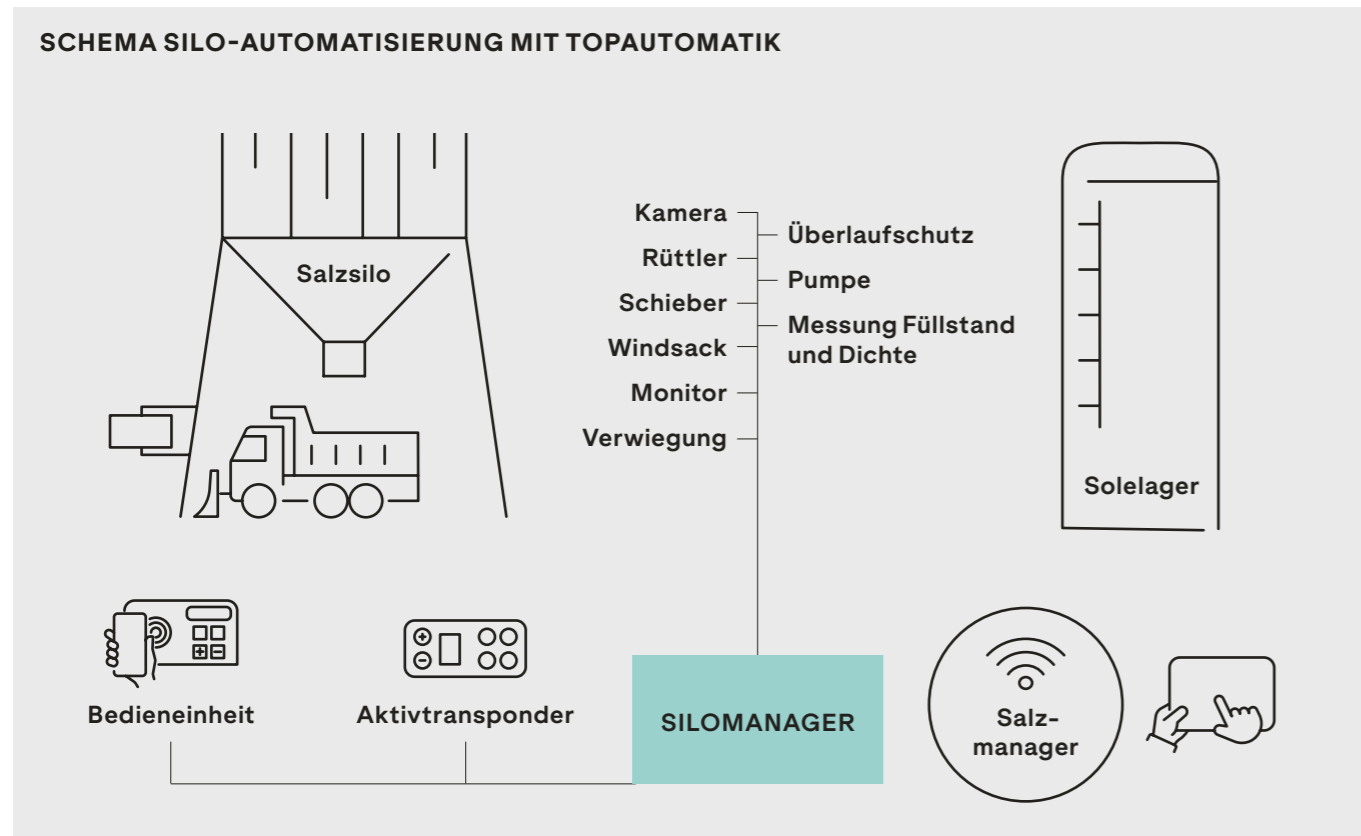 SCHEMA SILO-AUTOMATISIERUNG MIT TOPAUTOMATIK
Salzsilo
Kamera
Rüttler
Schieber
Windsack
Monitor
Verwiegung
Überlaufschutz
Pumpe
Messung Füllstand
und Dichte
Solelager
Bedieneinheit
Aktivtransponder
SILOMANAGER
Salz-
manager